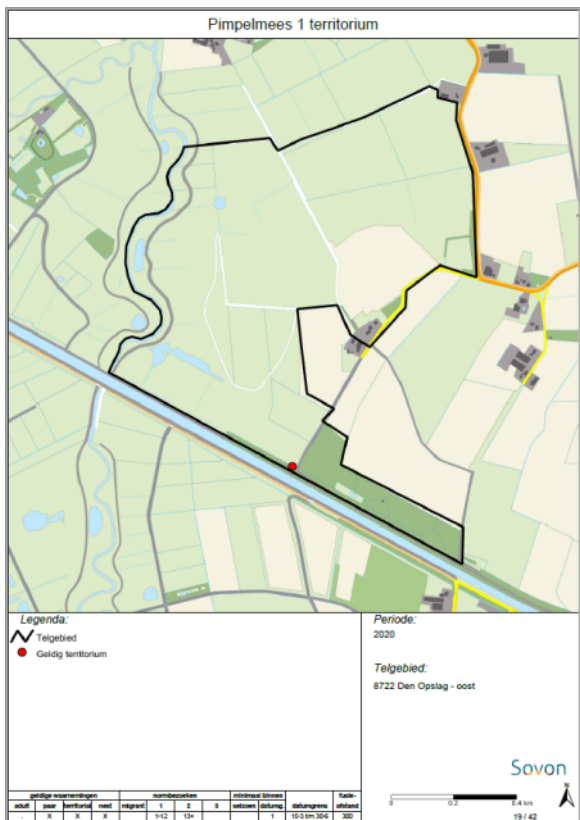 Pimpelmees 1 territorium
Legenda:
Telgebied
Geldig territorium
Periode:
2020
Telgebied:
8722 Den Opslag - oost
Sovon
N
0 0.2 0.4 km
19 / 42
geldige waarnemingen normbezoeken minimaal binnen fusie-
adult paar territoriaal nest migrant 1 2 3 seizoen datumg. datumgrens afstand
. X X X 1-12 13+ 1 15-3 t/m 30-6 300